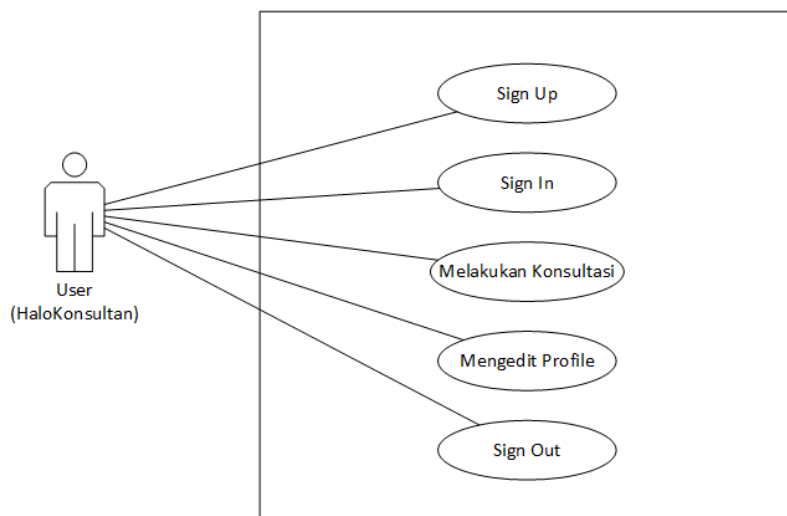 Sign Up
Sign In
Melakukan Konsultasi
Mengedit Profile
Sign Out
User
(HaloKonsultan)